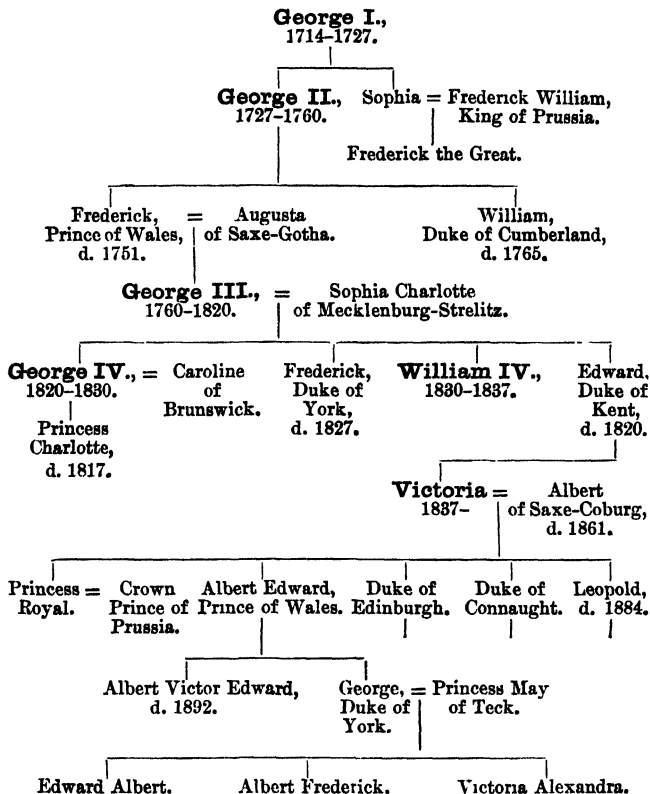 George I.,
1714–1727.
George II., Sophia = Frederick William,
1727–1760. King of Prussia.
Frederick the Great.
Frederick, = Augusta William,
Prince of Wales, of Saxe-Gotha. Duke of Cumberland,
d. 1751. d. 1765.
George III., = Sophia Charlotte
1760–1820. of Mecklenburg-Strelitz.
George IV., = Caroline Frederick, William IV., Edward,
1820–1830. of Duke of 1830–1837. Duke of
Brunswick. York, Kent,
Princess d. 1827. d. 1820.
Charlotte,
d. 1817.
Victoria = Albert
1837– of Saxe-Coburg,
d. 1861.
Princess = Crown Albert Edward, Duke of Duke of Leopold,
Royal. Prince of Prince of Wales. Edinburgh. Connaught. d. 1884.
Prussia.
Albert Victor Edward, George, = Princess May
d. 1892. Duke of of Teck.
York.
Edward Albert. Albert Frederick. Victoria Alexandra.